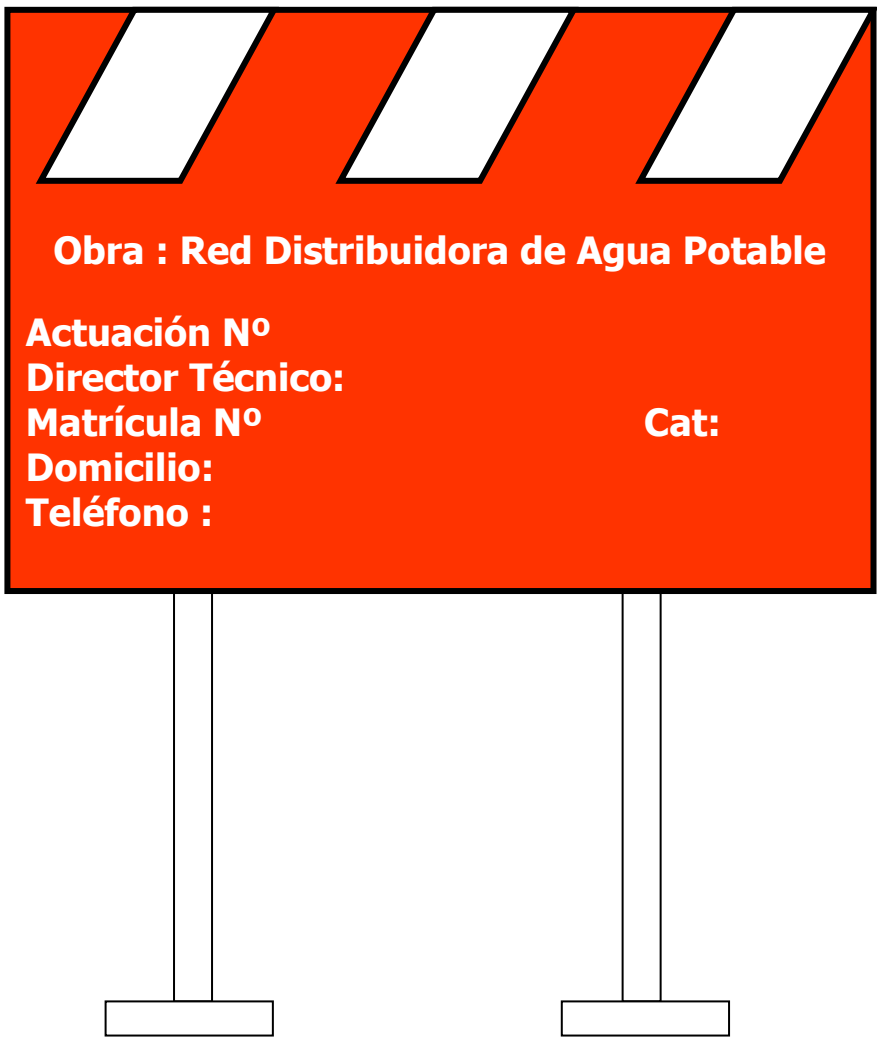 Obra : Red Distribuidora de Agua Potable
Actuación Nº
Director Técnico:
Matrícula Nº Cat:
Domicilio:
Teléfono :